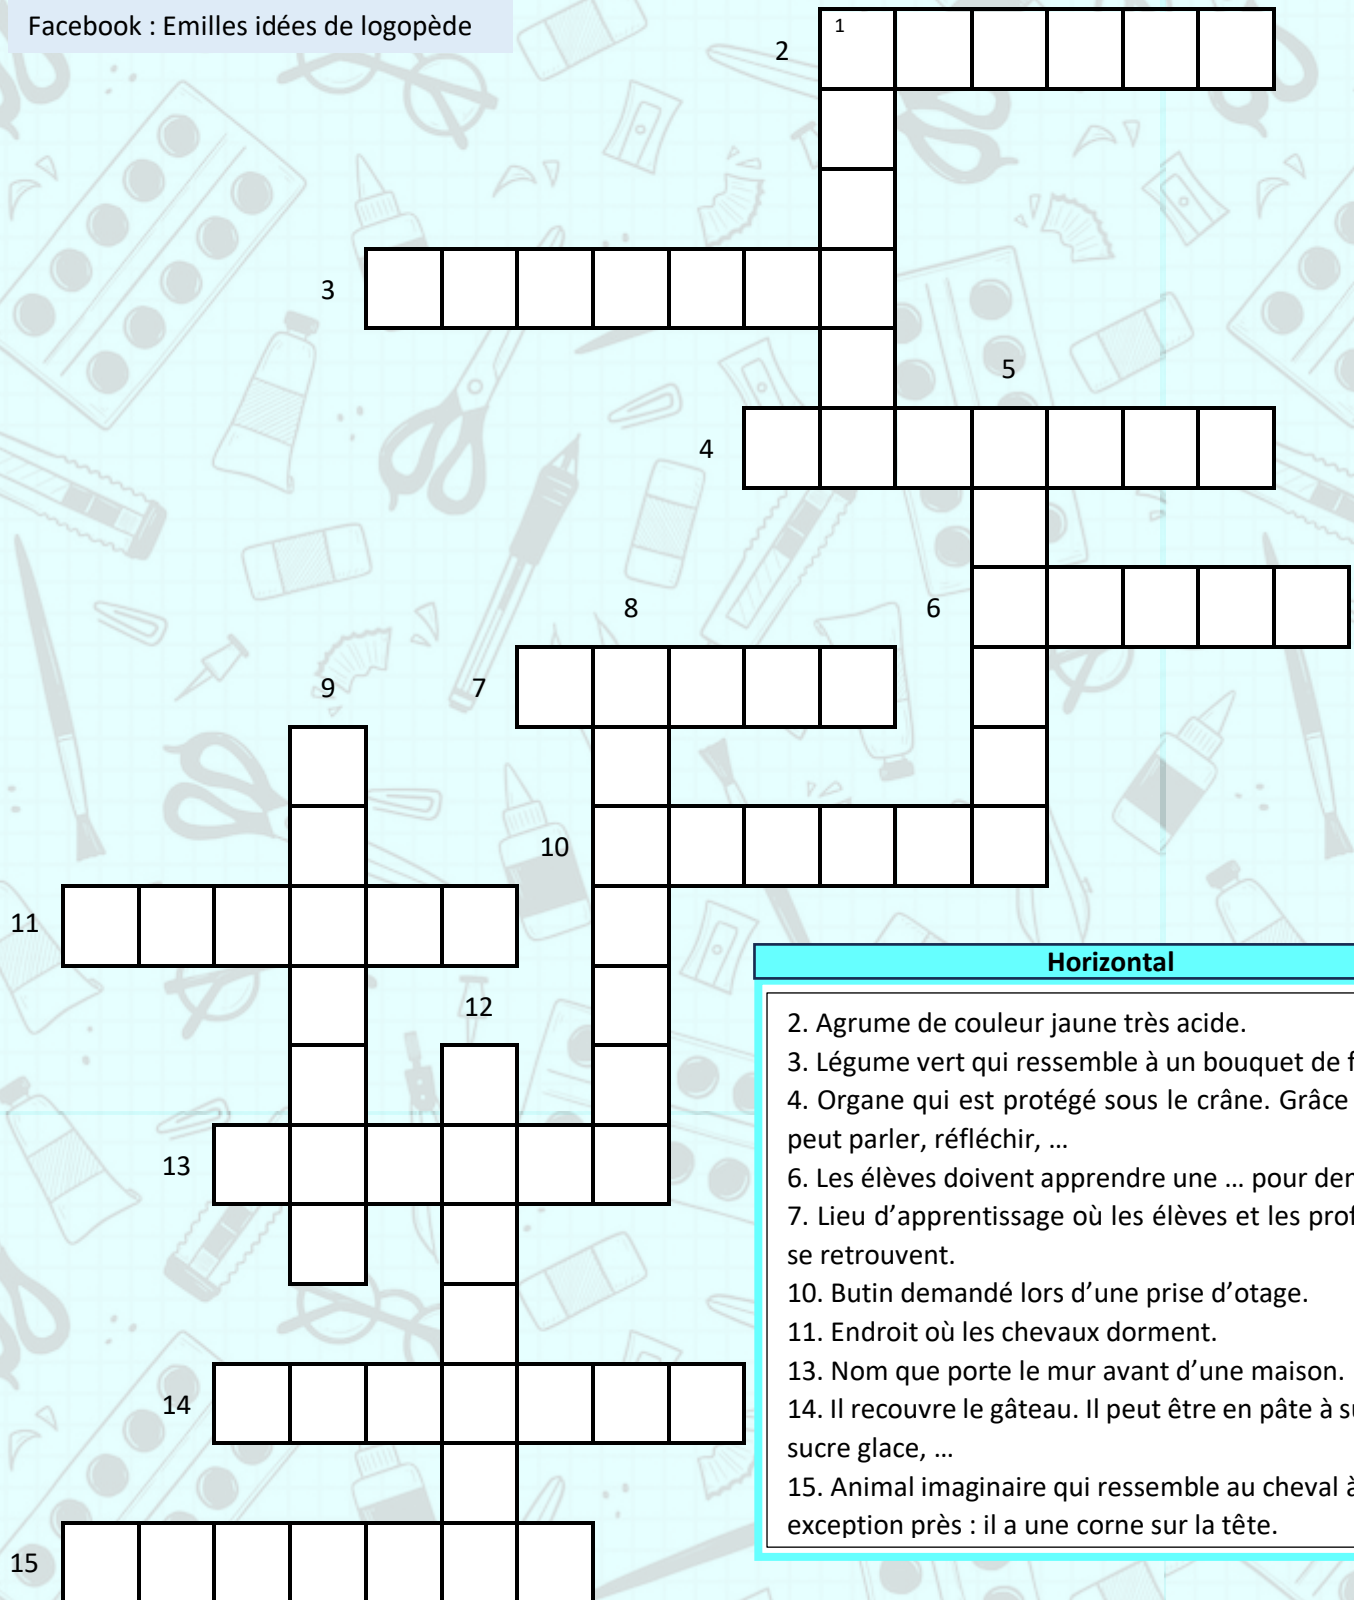 Facebook : Emilles idées de logopède
1
2
3
5
4
8
6
9
7
10
11
12
13
14
15
Horizontal
2. Agrume de couleur jaune très acide.
3. Légume vert qui ressemble à un bouquet de
4. Organe qui est protégé sous le crâne. Grâce
peut parler, réfléchir, ...
6. Les élèves doivent apprendre une ... pour
7. Lieu d’apprentissage où les élèves et les
se retrouvent.
10. Butin demandé lors d’une prise d’otage.
11. Endroit où les chevaux dorment.
13. Nom que porte le mur avant d’une maison.
14. Il recouvre le gâteau. Il peut être en pâte à
sucre glace, ...
15. Animal imaginaire qui ressemble au cheval à
exception près : il a une corne sur la tête.